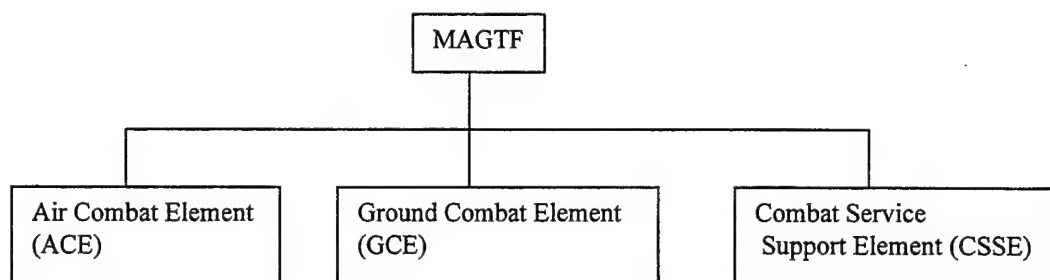 MAGTF
Air Combat Element
(ACE)
Ground Combat Element
(GCE)
Combat Service
Support Element (CSSE)